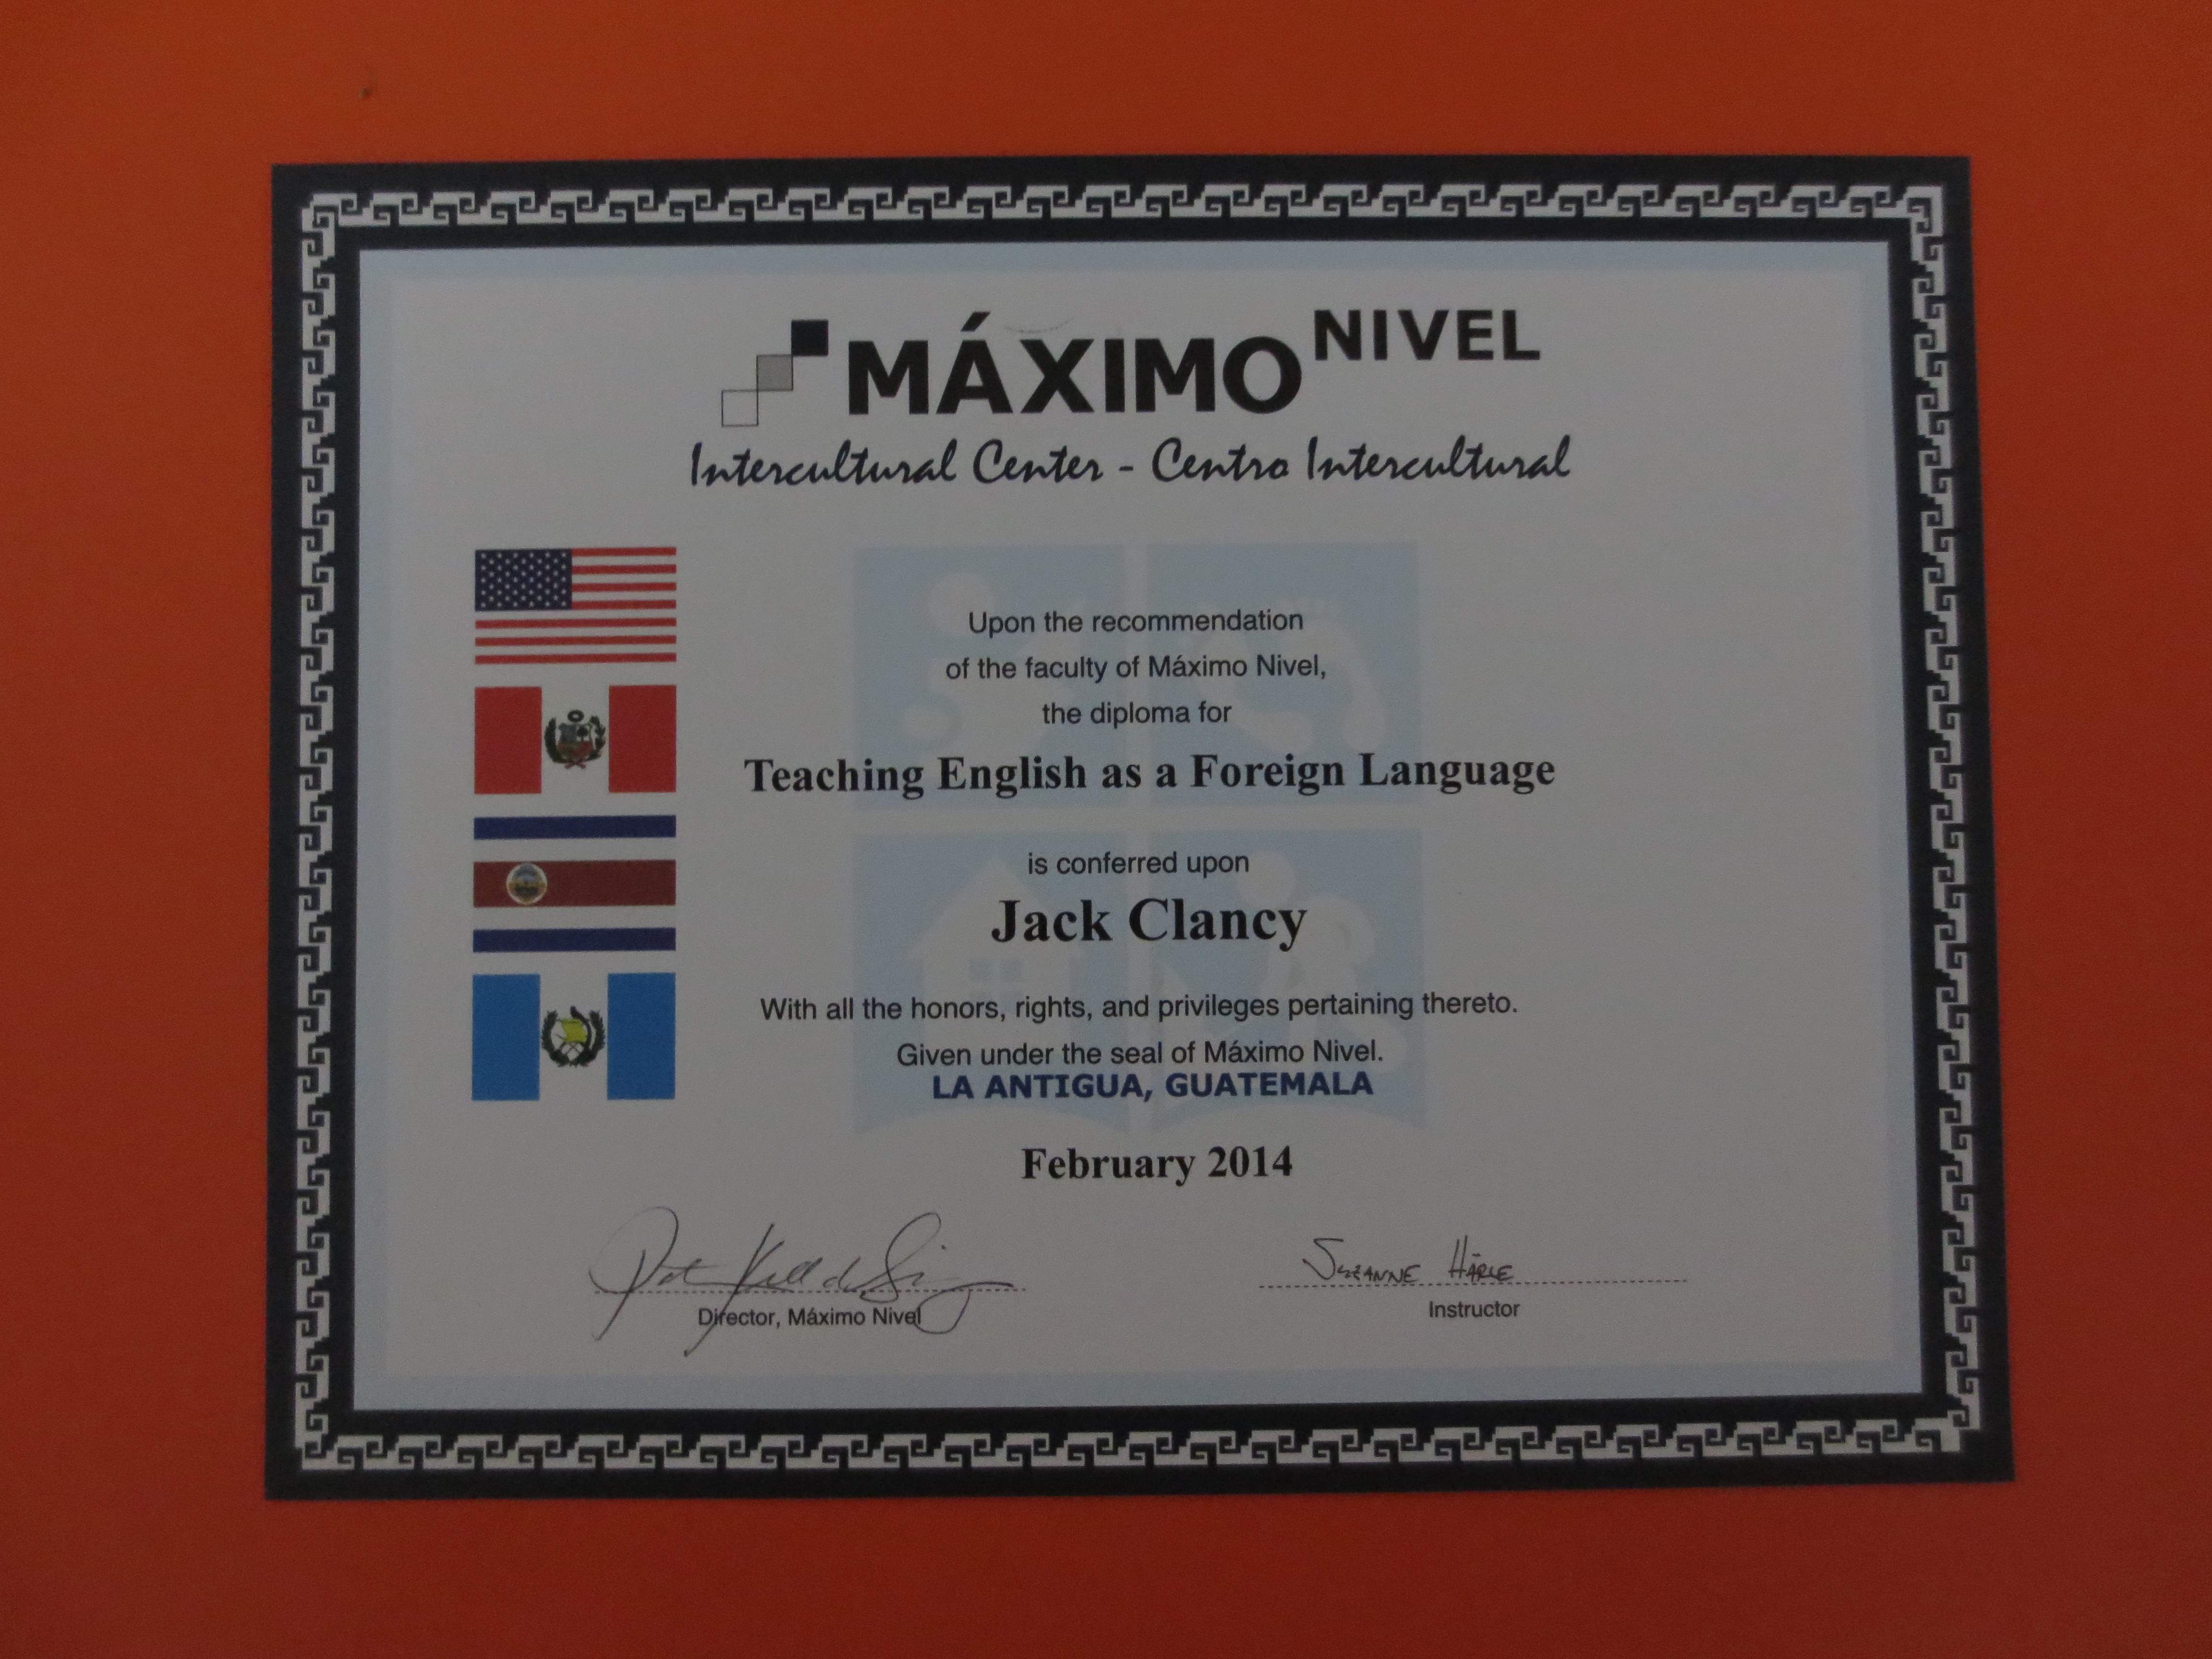 MÁXIMO NIVEL
Intercultural Center - Centro Intercultural
Upon the recommendation
of the faculty of Máximo Nivel,
the diploma for
Teaching English as a Foreign Language
is conferred upon
Jack Clancy
With all the honors, rights, and privileges pertaining thereto.
Given under the seal of Máximo Nivel.
LA ANTIGUA, GUATEMALA
February 2014
Suzanne Härle
Director, Máximo Nivel
Instructor